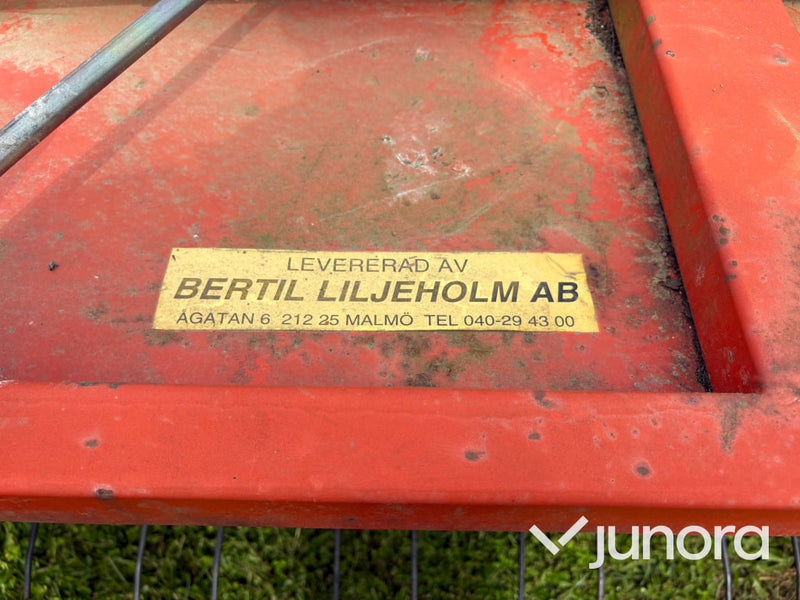 LEVERERAD AV
BERTIL LILJEHOLM AB
ÅGATAN 6 212 25 MALMÖ TEL 040-29 43 00
junora